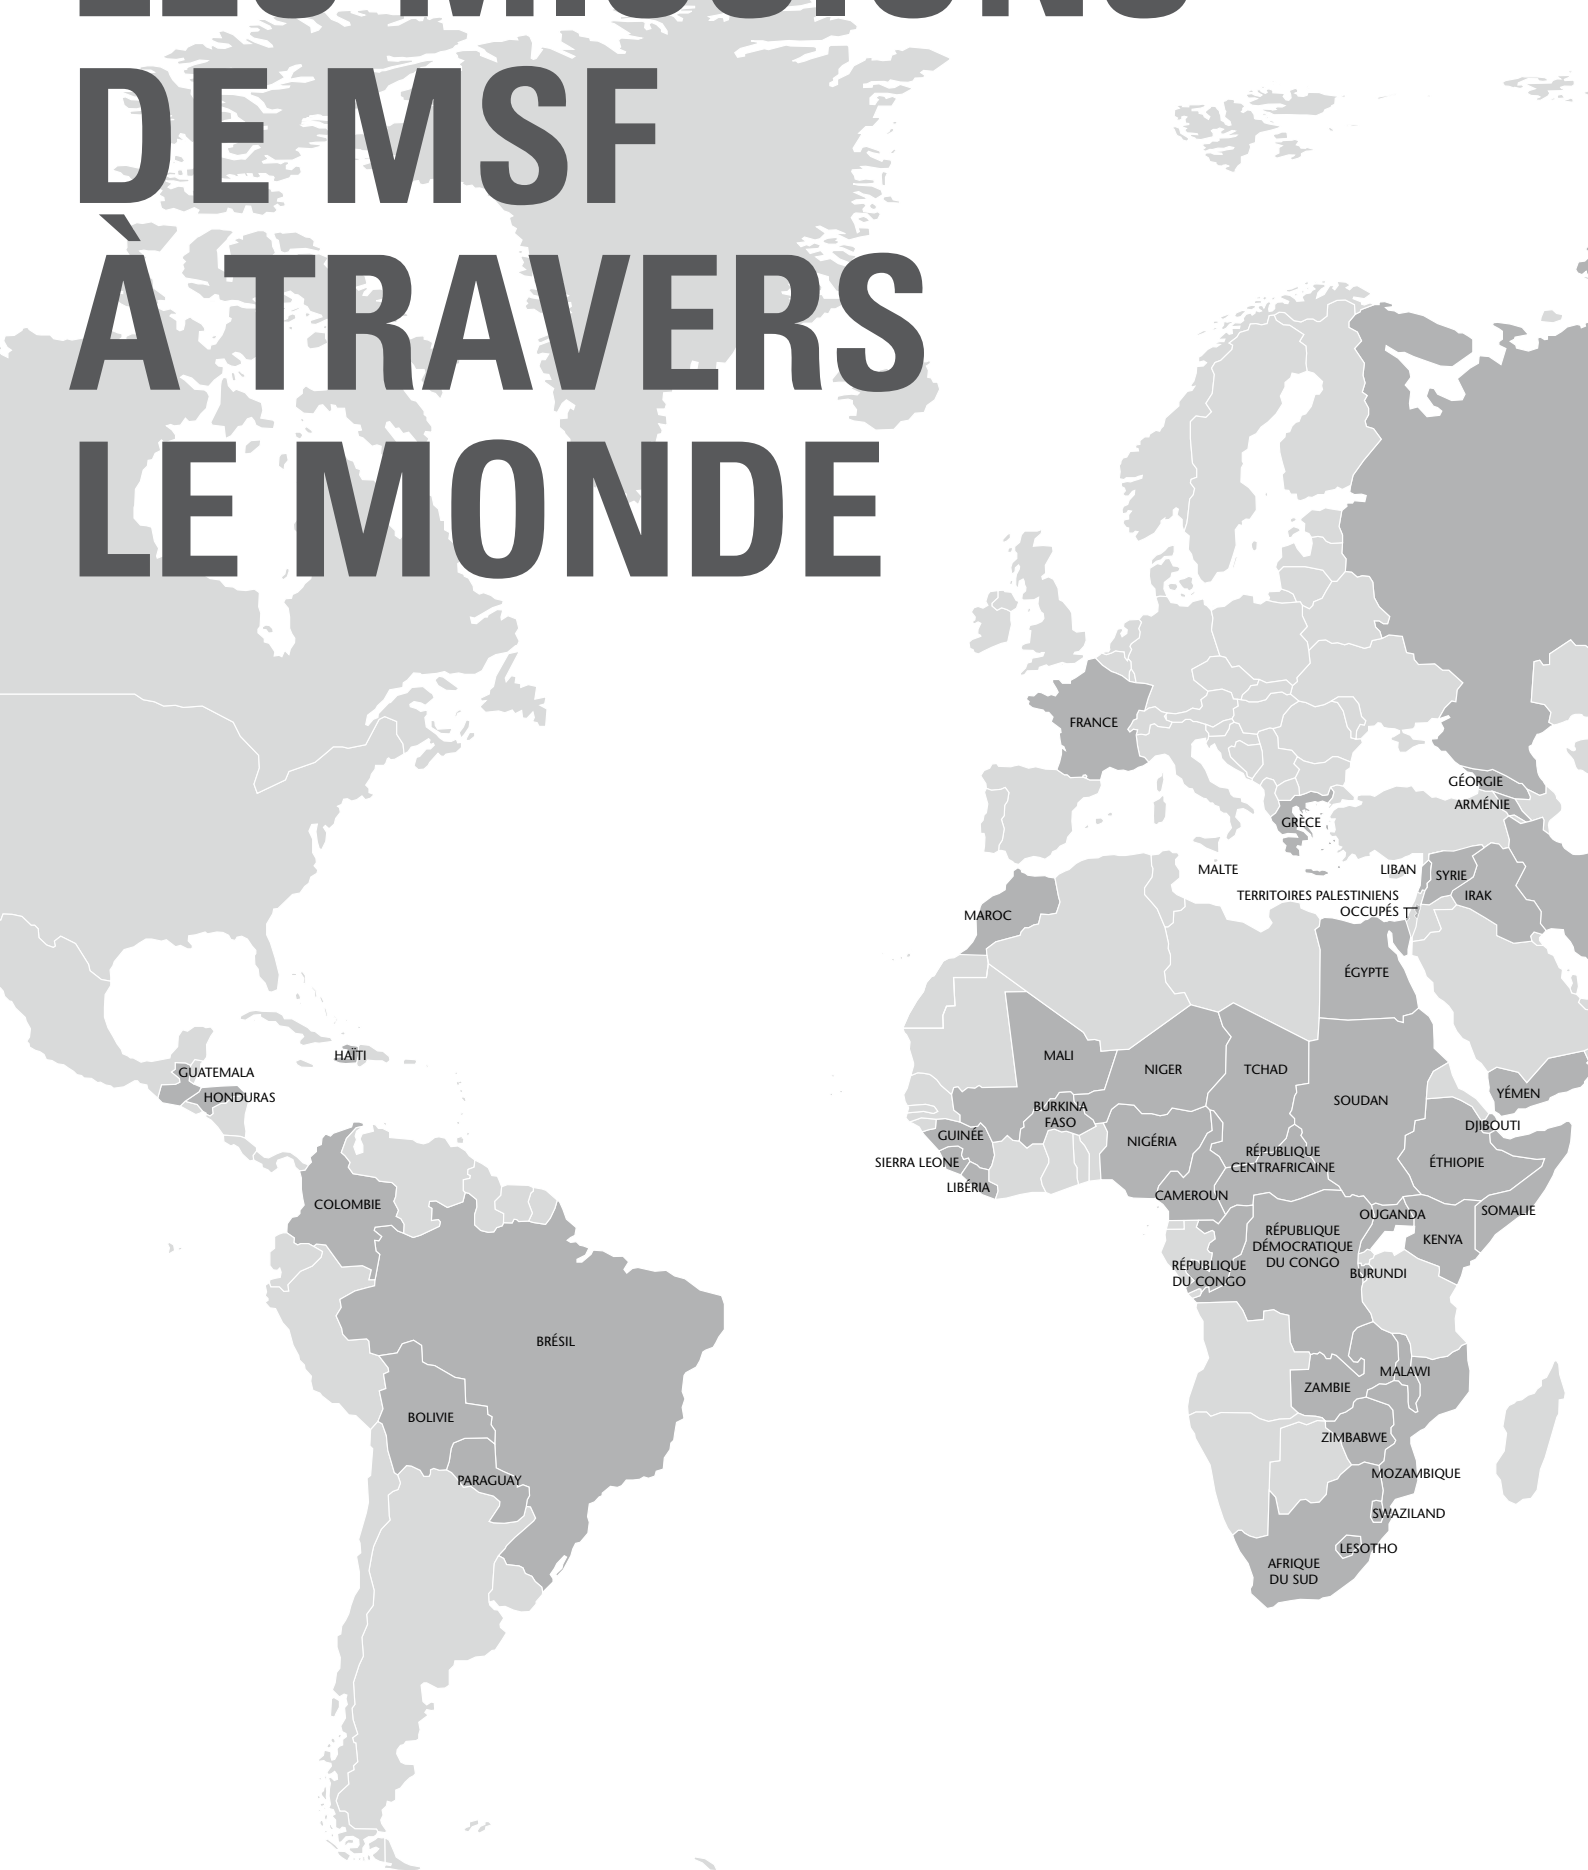 LES MISSIONS
DE MSF
À TRAVERS
LE MONDE
FRANCE
GÉORGIE
ARMÉNIE
GRÈCE
MALTE
LIBAN
SYRIE
TERRITOIRES PALESTINIENS
OCCUPÉS
IRAK
MAROC
ÉGYPTE
HAÏTI
GUATEMALA
HONDURAS
MALI
NIGER
TCHAD
SOUDAN
YÉMEN
BURKINA
FASO
DJIBOUTI
GUINÉE
NIGÉRIA
RÉPUBLIQUE
CENTRAFRICAINE
ÉTHIOPIE
SIERRA LEONE
LIBÉRIA
CAMEROUN
COLOMBIE
OUGANDA
SOMALIE
RÉPUBLIQUE
DÉMOCRATIQUE
DU CONGO
KENYA
RÉPUBLIQUE
DU CONGO
BURUNDI
BRÉSIL
MALAWI
ZAMBIE
BOLIVIE
ZIMBABWE
PARAGUAY
MOZAMBIQUE
SWAZILAND
LESOTHO
AFRIQUE
DU SUD